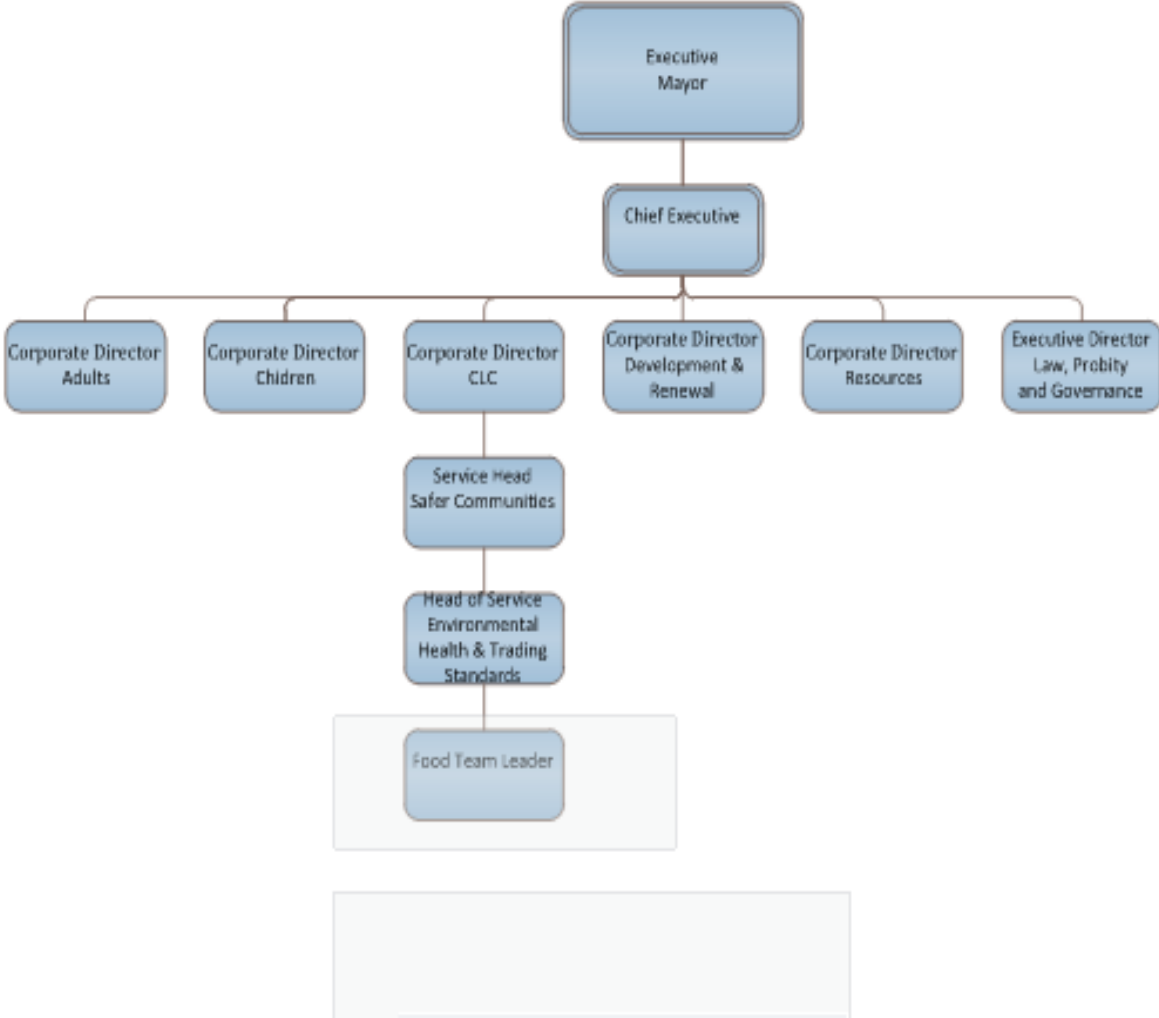 Executive
Mayor
Chief Executive
Corporate Director
Adults
Corporate Director
Chidren
Corporate Director
CLC
Corporate Director
Development &
Renewal
Corporate Director
Resources
Executive Director
Law, Probity
and Governance
Service Head
Safer Communities
Head of Service
Environmental
Health & Trading
Standards
Food Team Leader